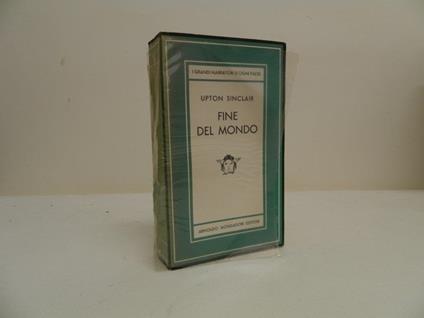 I GRANDI NARRATORI D'OGNI PAESE
UPTON SINCLAIR
FINE
DEL MONDO
ARNOLDO MONDADORI EDITORE